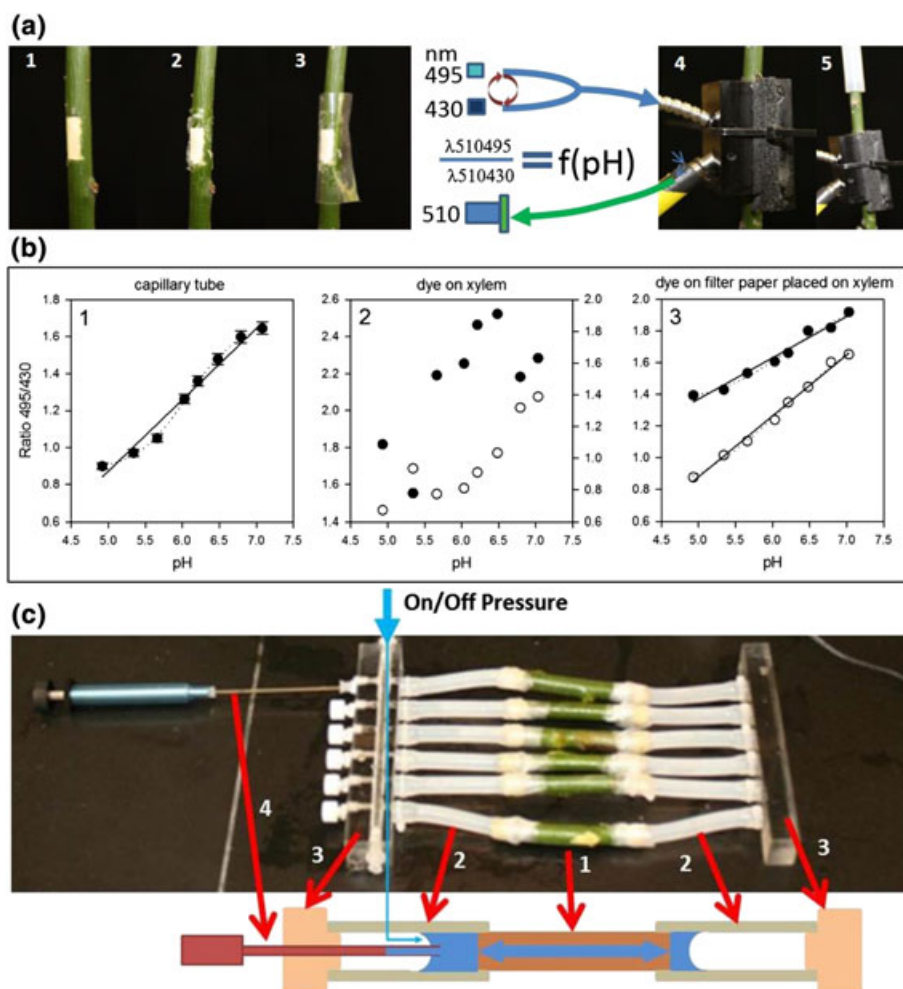 (a)
1 2 3 nm 4 5
495
430
λ510495
λ510430
= f(pH)
510
(b)
capillary tube dye on xylem dye on filter paper placed on xylem
1 2 3
Ratio 495/430
1.8
1.6
1.4
1.2
1.0
0.8
0.6
4.5 5.0 5.5 6.0 6.5 7.0 7.5
pH
2.6
2.4
2.2
2.0
1.8
1.6
1.4
2.0
1.8
1.6
1.4
1.2
1.0
0.8
0.6
4.5 5.0 5.5 6.0 6.5 7.0 7.5
pH
2.0
1.8
1.6
1.4
1.2
1.0
0.8
0.6
4.5 5.0 5.5 6.0 6.5 7.0 7.5
pH
(c)
On/Off Pressure
4 3 2 1 2 3